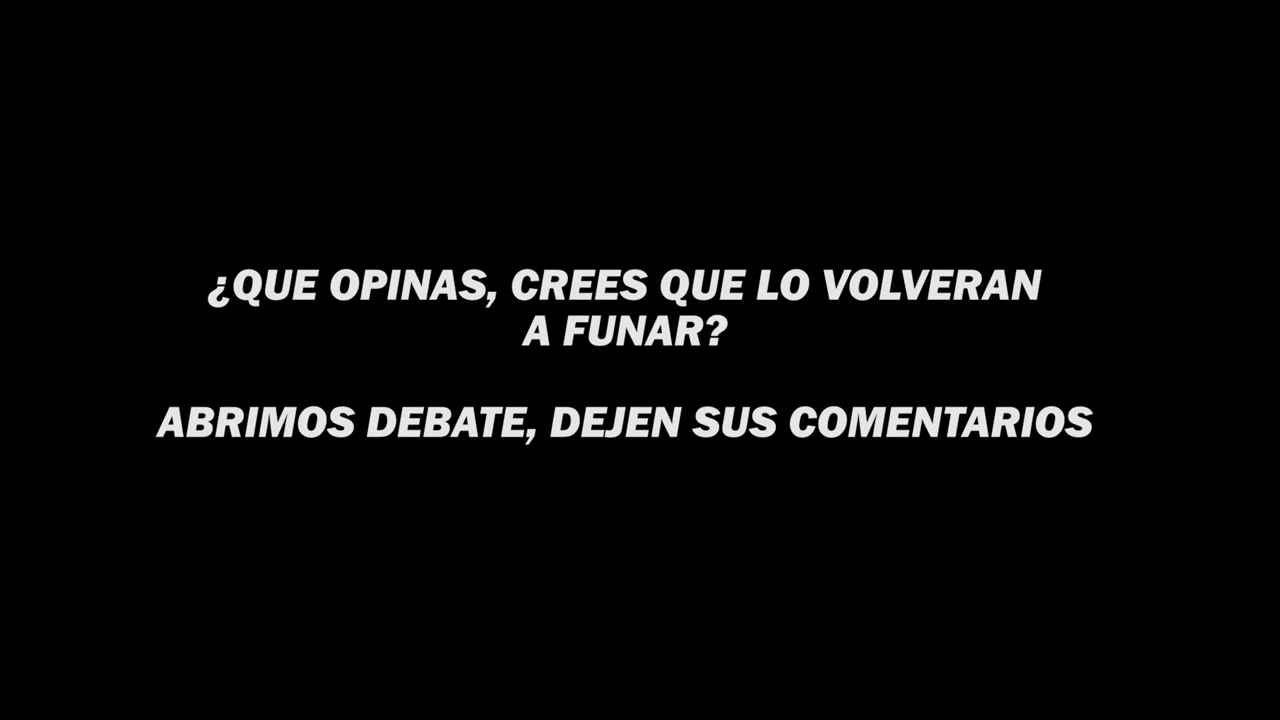 ¿QUE OPINAS, CREES QUE LO VOLVERAN
A FUNAR?
ABRIMOS DEBATE, DEJEN SUS COMENTARIOS